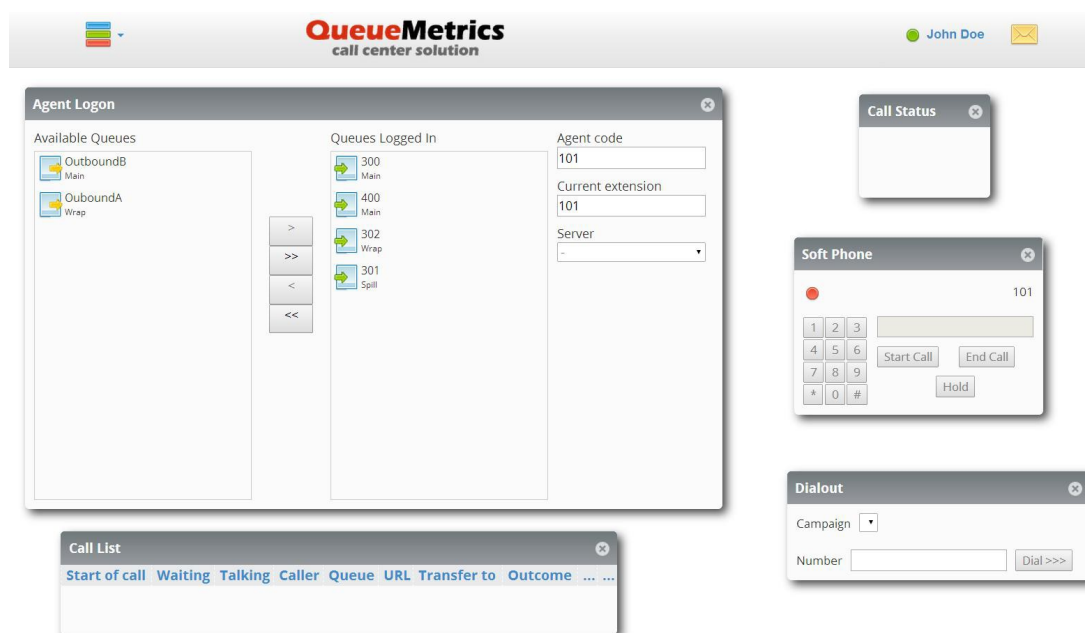 QueueMetrics
call center solution
John Doe
Agent Logon
Available Queues
OutboundB
Main
OuboundA
Wrap
>
>>
<
<<
Queues Logged In
300
Main
400
Main
302
Wrap
301
Spill
Agent code
101
Current extension
101
Server
-
Call Status
Soft Phone
101
1 2 3
4 5 6
7 8 9
* 0 #
Start Call End Call
Hold
Dialout
Campaign
Number Dial >>>
Call List
Start of call Waiting Talking Caller Queue URL Transfer to Outcome ... ...